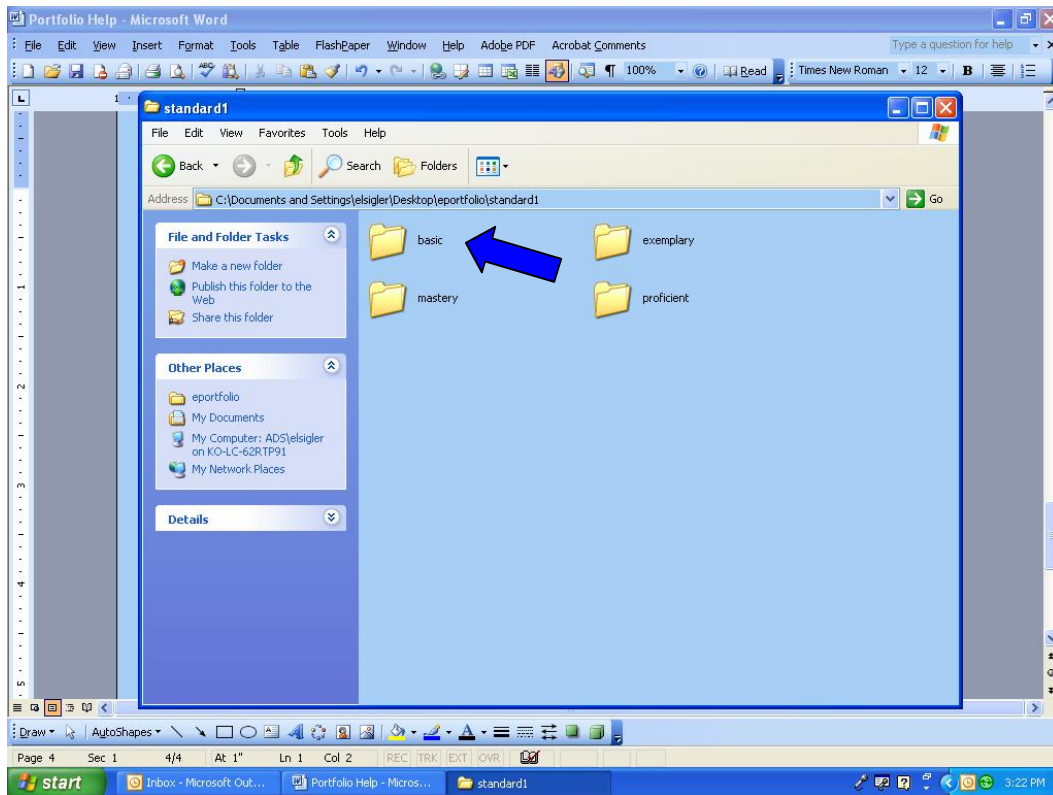 Portfolio Help - Microsoft Word
File Edit View Insert Format Tools Table FlashPaper Window Help Adobe PDF Acrobat Comments Type a question for help
100% Read Times New Roman 12 B
L 1
standard1
File Edit View Favorites Tools Help
Back Search Folders
Address C:\Documents and Settings\elsigler\Desktop\eportfolio\standard1 Go
File and Folder Tasks
Make a new folder
Publish this folder to the
Web
Share this folder
Other Places
eportfolio
My Documents
My Computer: ADS\elsigler
on KO-LC-62RTP91
My Network Places
Details
basic exemplary
mastery proficient
2
3
4
5
Draw AutoShapes A
Page 4 Sec 1 4/4 At 1" Ln 1 Col 2 REC TRK EXT OVR
start Inbox - Microsoft Out... Portfolio Help - Micros... standard1 3:22 PM